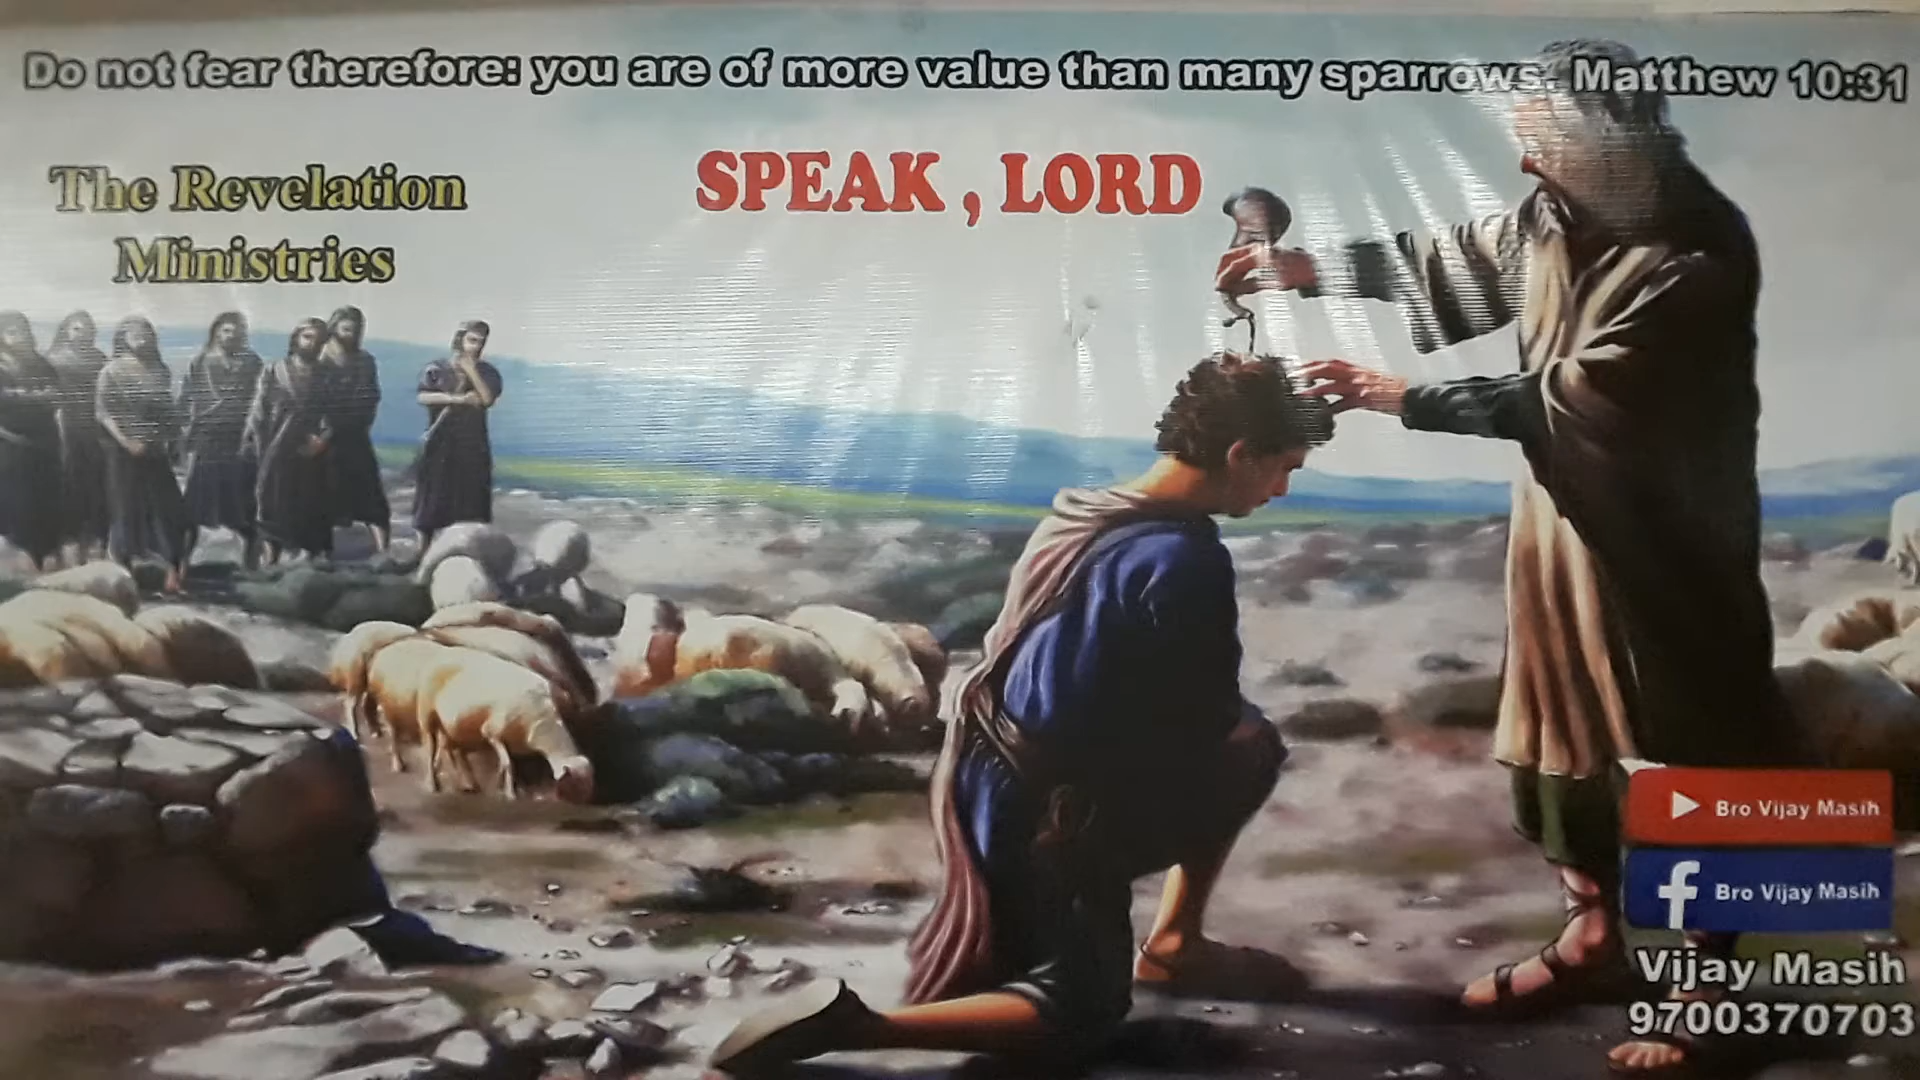 Do not fear therefore: you are of more value than many sparrows. Matthew 10:31
The Revelation
Ministries
SPEAK , LORD
Bro Vijay Masih
f Bro Vijay Masih
Vijay Masih
9700370703